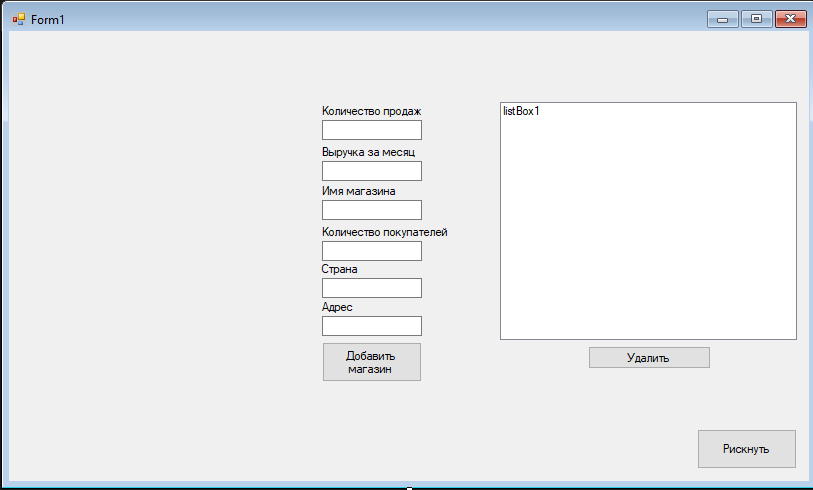 Form1
Количество продаж
listBox1
Выручка за месяц
Имя магазина
Количество покупателей
Страна
Адрес
Добавить
магазин
Удалить
Рискнуть